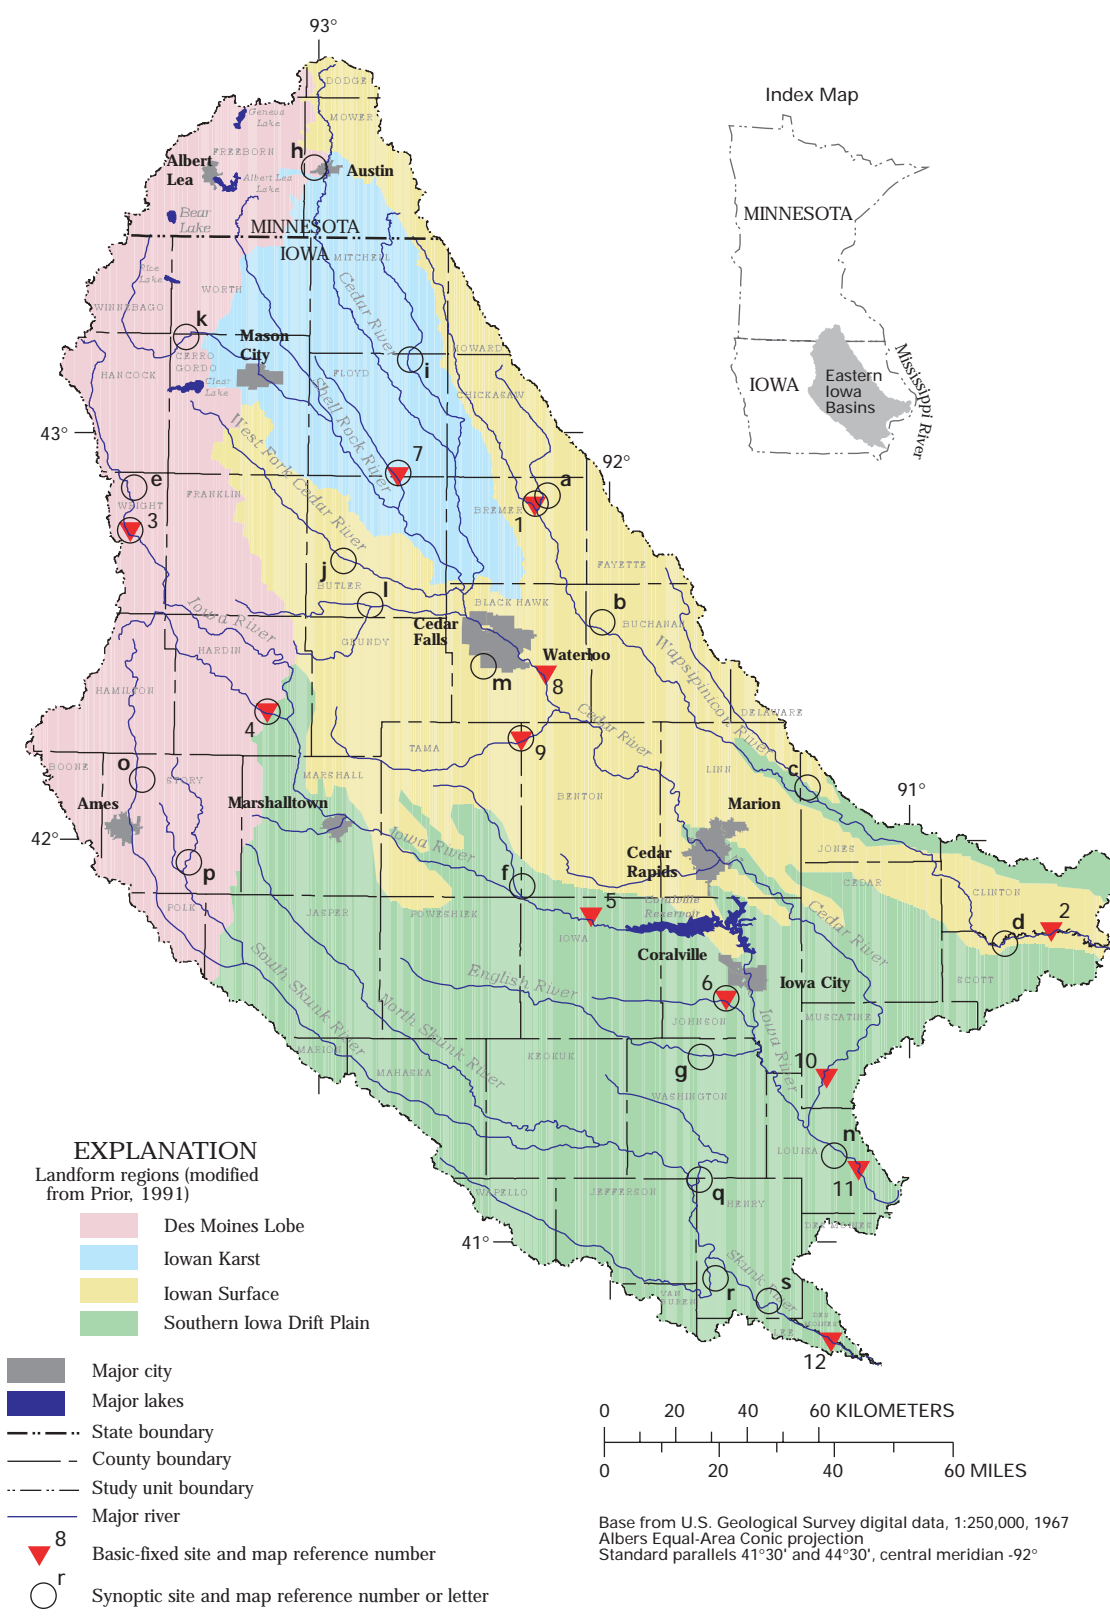 93°
Index Map
DODGE
MOWER
Geneva
Lake
FREEBORN
h
Albert
Lea
Albert Lea
Lake
Austin
Bear
Lake
MINNESOTA
IOWA
MINNESOTA
MITCHELL
Rice
Lake
WORTH
WINNEBAGO
Cedar River
k
Mason
City
CERRO
GORDO
HANCOCK
Clear
Lake
FLOYD
i
HOWARD
CHICKASAW
IOWA
Eastern
Iowa
Basins
Mississippi River
Shell Rock River
West Fork Cedar River
43°
92°
7
e
WRIGHT
FRANKLIN
3
a
BREMER
1
FAYETTE
j
BUTLER
l
Iowa River
BLACK HAWK
b
BUCHANAN
Cedar
Falls
GRUNDY
HARDIN
Waterloo
m
8
Wapsipinicon River
HAMILTON
4
Cedar River
DELAWARE
9
TAMA
LINN
BOONE
o
STORY
MARSHALL
c
BENTON
91°
Ames
Marshalltown
Marion
42°
Iowa River
Cedar
Rapids
JONES
p
f
CEDAR
CLINTON
POLK
JASPER
POWESHIEK
5
Coralville
Reservoir
Cedar River
d
2
IOWA
Coralville
South Skunk River
English River
6
Iowa City
SCOTT
North Skunk River
JOHNSON
Iowa River
MUSCATINE
MARION
MAHASKA
KEOKUK
g
10
WASHINGTON
EXPLANATION
Landform regions (modified
from Prior, 1991)
n
LOUISA
11
WAPELLO
JEFFERSON
q
HENRY
DES MOINES
Des Moines Lobe
41°
Iowan Karst
Skunk River
Iowan Surface
VAN
BUREN
r
s
DES
MOINES
LEE
Southern Iowa Drift Plain
12
Major city
Major lakes
State boundary
County boundary
Study unit boundary
Major river
8
Basic-fixed site and map reference number
r
Synoptic site and map reference number or letter
0 20 40 60 KILOMETERS
0 20 40 60 MILES
Base from U.S. Geological Survey digital data, 1:250,000, 1967
Albers Equal-Area Conic projection
Standard parallels 41°30' and 44°30', central meridian -92°